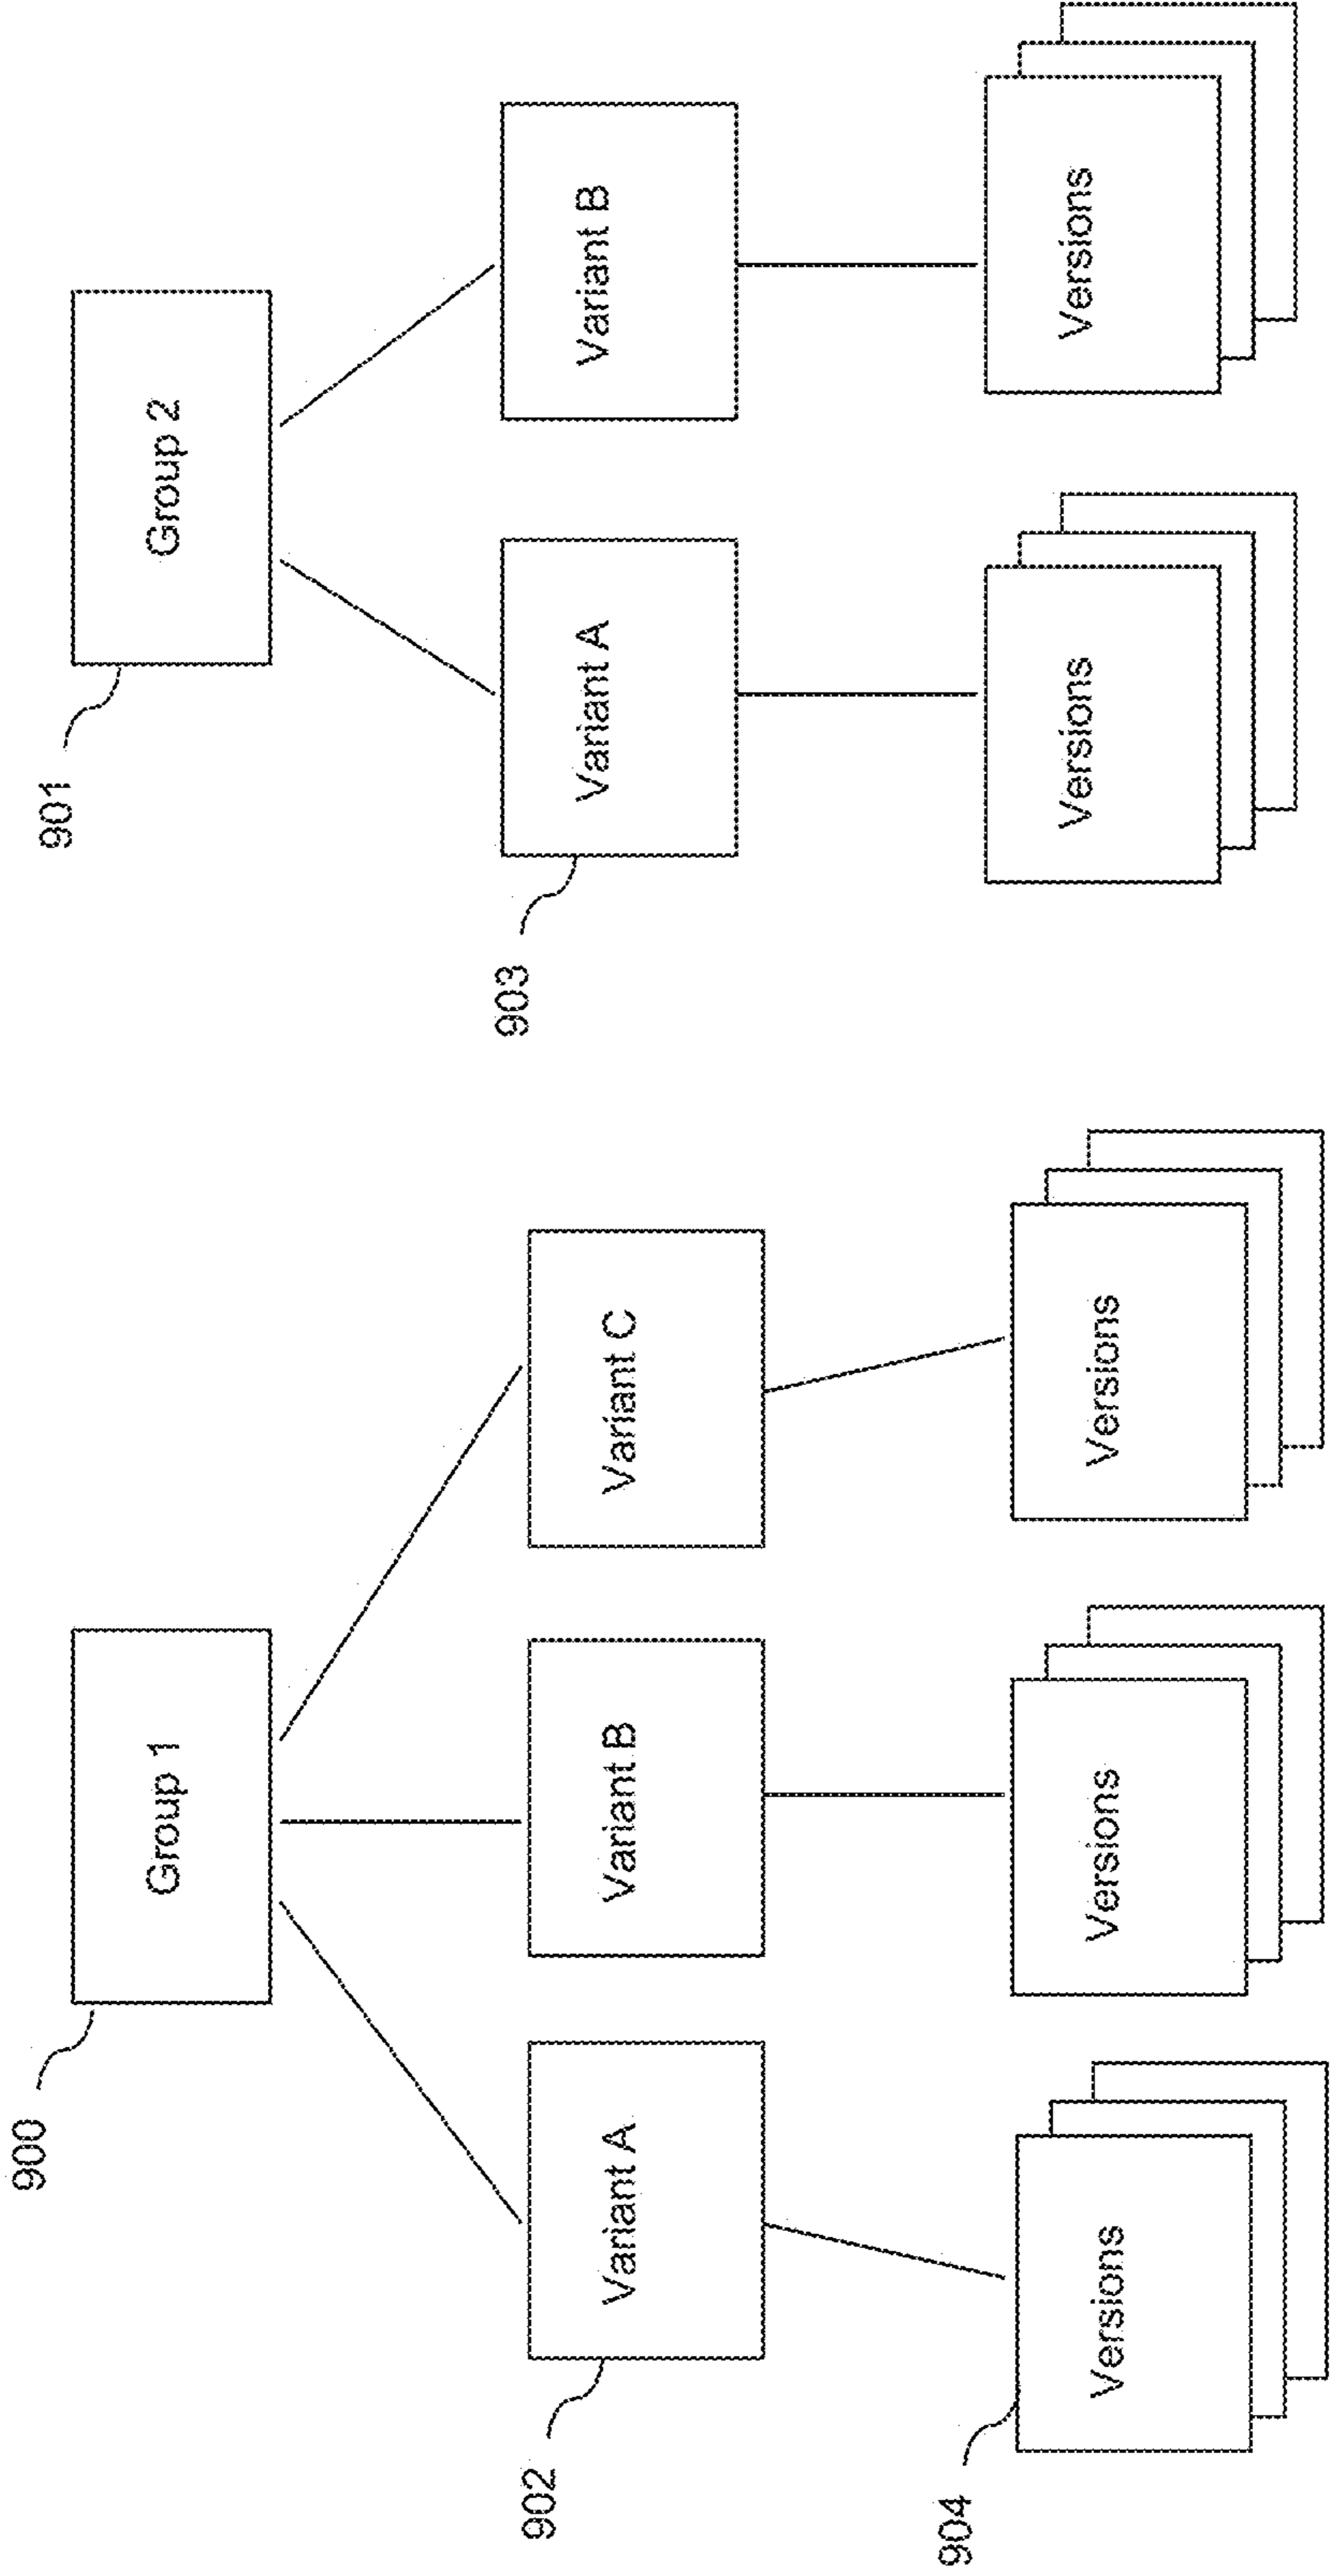 900
Group 1
901
Group 2
902
Variant A
Variant B
Variant C
903
Variant A
Variant B
904
Versions
Versions
Versions
Versions
Versions